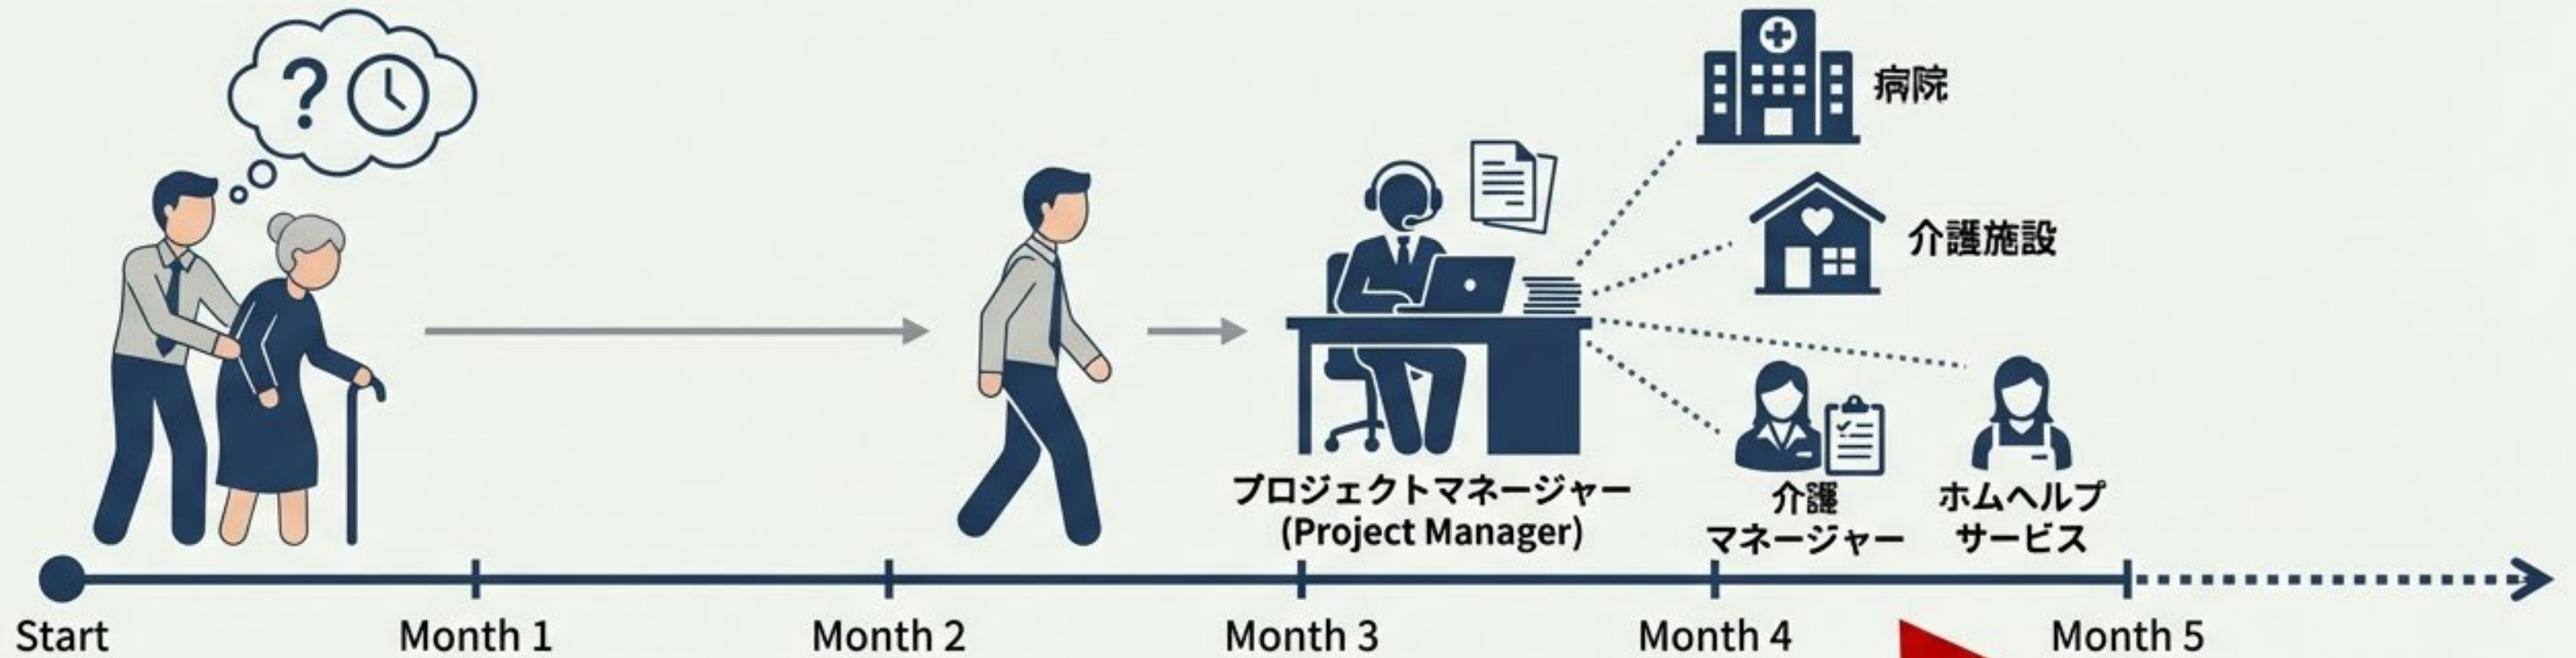 病院
介護施設
プロジェクトマネージャー
(Project Manager)
介護
マネージャー
ホムヘルプ
サービス
Start
Month 1
Month 2
Month 3
Month 4
Month 5